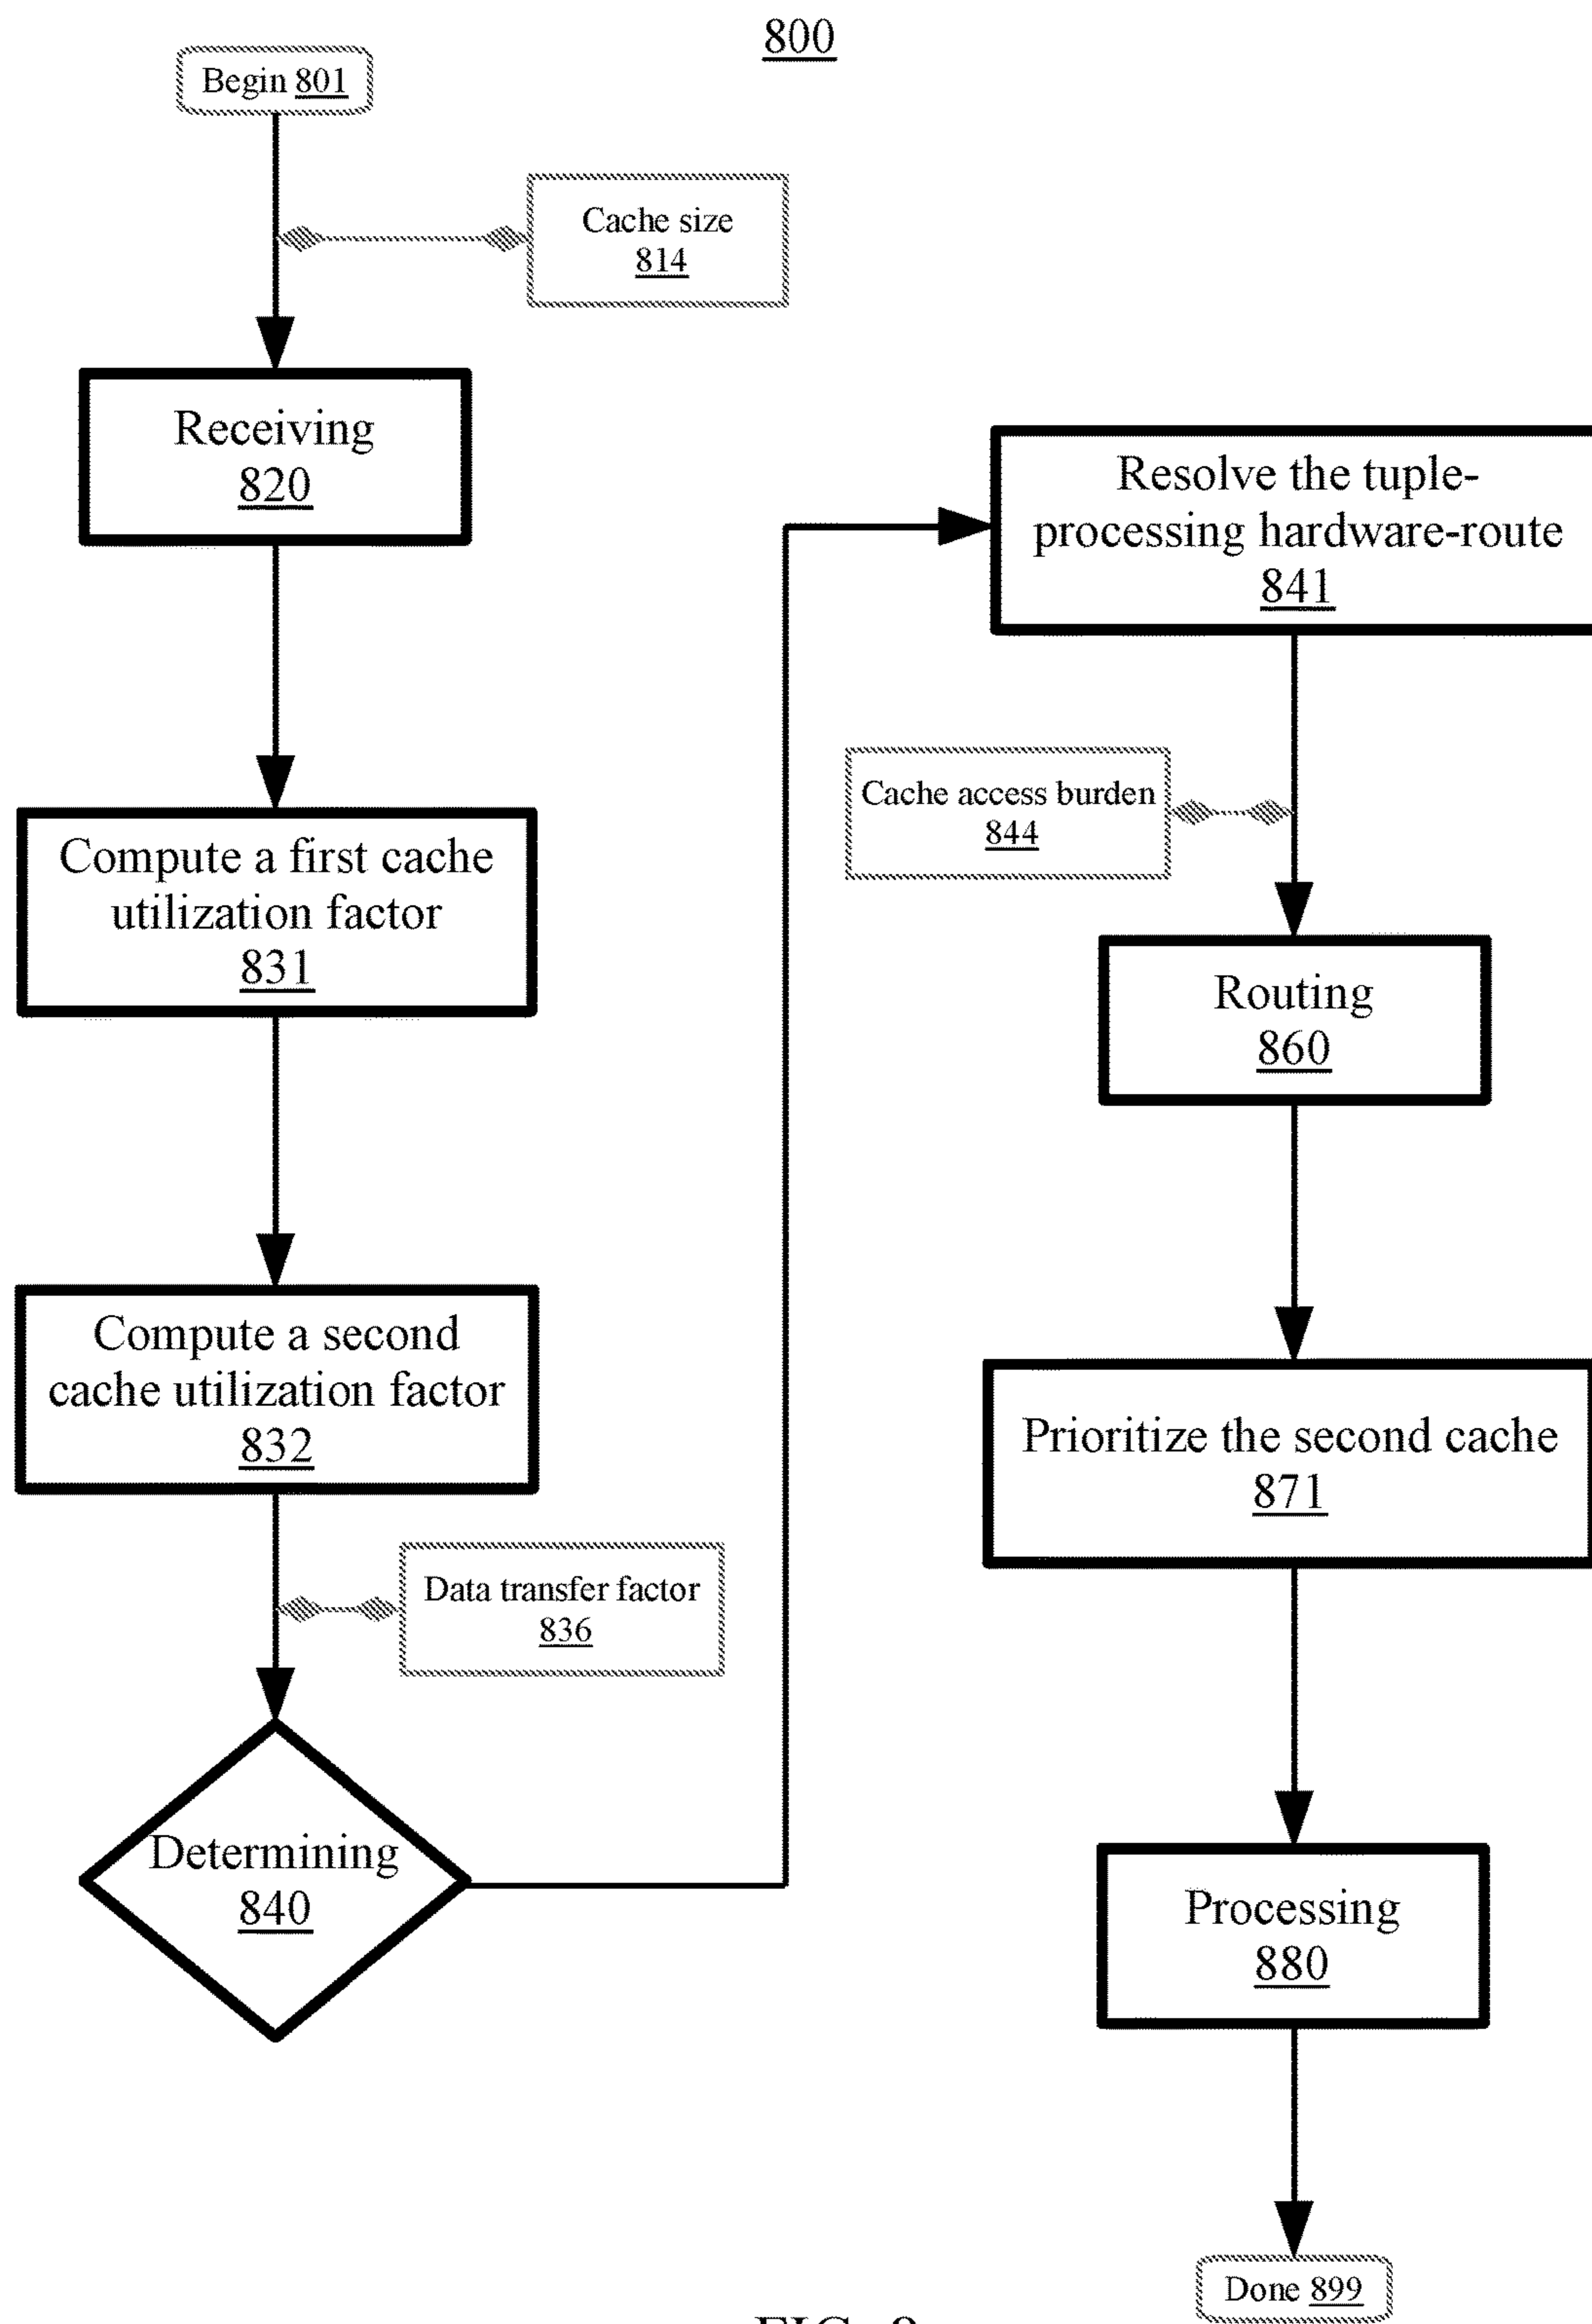 800
Begin 801
Cache size
814
Receiving
820
Compute a first cache
utilization factor
831
Compute a second
cache utilization factor
832
Data transfer factor
836
Determining
840
Resolve the tuple-
processing hardware-route
841
Cache access burden
844
Routing
860
Prioritize the second cache
871
Processing
880
Done 899